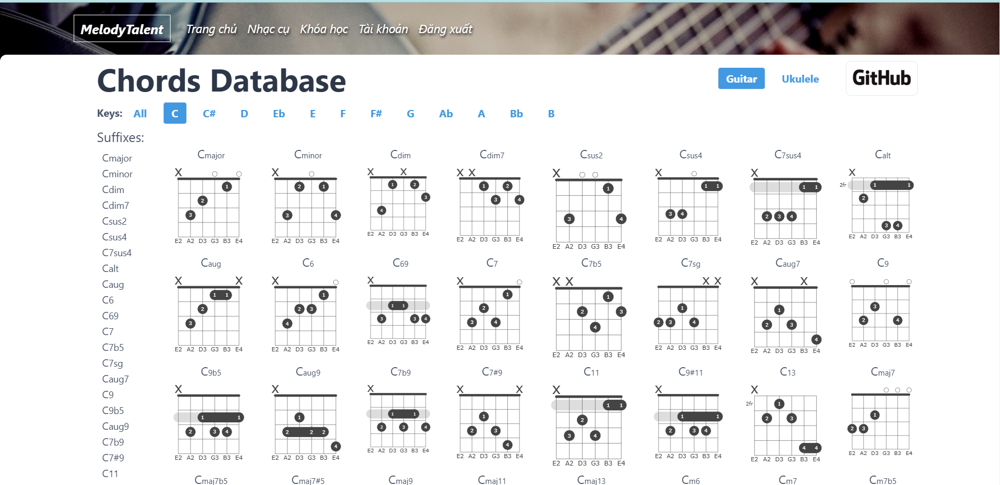 MelodyTalent Trang chủ Nhạc cụ Khóa học Tài khoản Đăng xuất
Chords Database Guitar Ukulele GitHub
Keys: All C C# D Eb E F F# G Ab A Bb B
Suffixes:
Cmajor
Cminor
Cdim
Cdim7
Csus2
Csus4
C7sus4
Calt
Caug
C6
C69
C7
C7b5
C7sg
Caug7
C9
C9b5
Caug9
C7b9
C7#9
C11
Cmajor Cminor Cdim Cdim7 Csus2 Csus4 C7sus4 Calt
X X X X X X X X X X
1 2 1 1 2 1 2 1 1 1 1 1 2fr 1 1
2 3 3 4 2
3 3 4 4 3 4 3 4 2 3 4 3 4
E2 A2 D3 G3 B3 E4 E2 A2 D3 G3 B3 E4 E2 A2 D3 G3 B3 E4 E2 A2 D3 G3 B3 E4 E2 A2 D3 G3 B3 E4 E2 A2 D3 G3 B3 E4 E2 A2 D3 G3 B3 E4 E2 A2 D3 G3 B3 E4
Caug C6 C69 C7 C7b5 C7sg Caug7 C9
X X X X X X X X X X X
1 1 1 1 1 1
2 2 3 1 1 2 2 3 1 1 3
3 4 3 3 4 3 4 4 2 3 4 2 3 2 4
4
E2 A2 D3 G3 B3 E4 E2 A2 D3 G3 B3 E4 E2 A2 D3 G3 B3 E4 E2 A2 D3 G3 B3 E4 E2 A2 D3 G3 B3 E4 E2 A2 D3 G3 B3 E4 E2 A2 D3 G3 B3 E4 E2 A2 D3 G3 B3 E4
C9b5 Caug9 C7b9 C7#9 C11 C9#11 C13 Cmaj7
X X X X X X X X
1 1 2fr 1
1 1 1 1 1 1 2 1 1 2 3 1
2 3 4 2 2 2 2 3 4 2 3 3 4 2 3 4 2 3
4 4 4 4
E2 A2 D3 G3 B3 E4 E2 A2 D3 G3 B3 E4 E2 A2 D3 G3 B3 E4 E2 A2 D3 G3 B3 E4 E2 A2 D3 G3 B3 E4 E2 A2 D3 G3 B3 E4 E2 A2 D3 G3 B3 E4 E2 A2 D3 G3 B3 E4
Cmaj7b5 Cmaj7#5 Cmaj9 Cmaj11 Cmaj13 Cm6 Cm7 Cm7b5